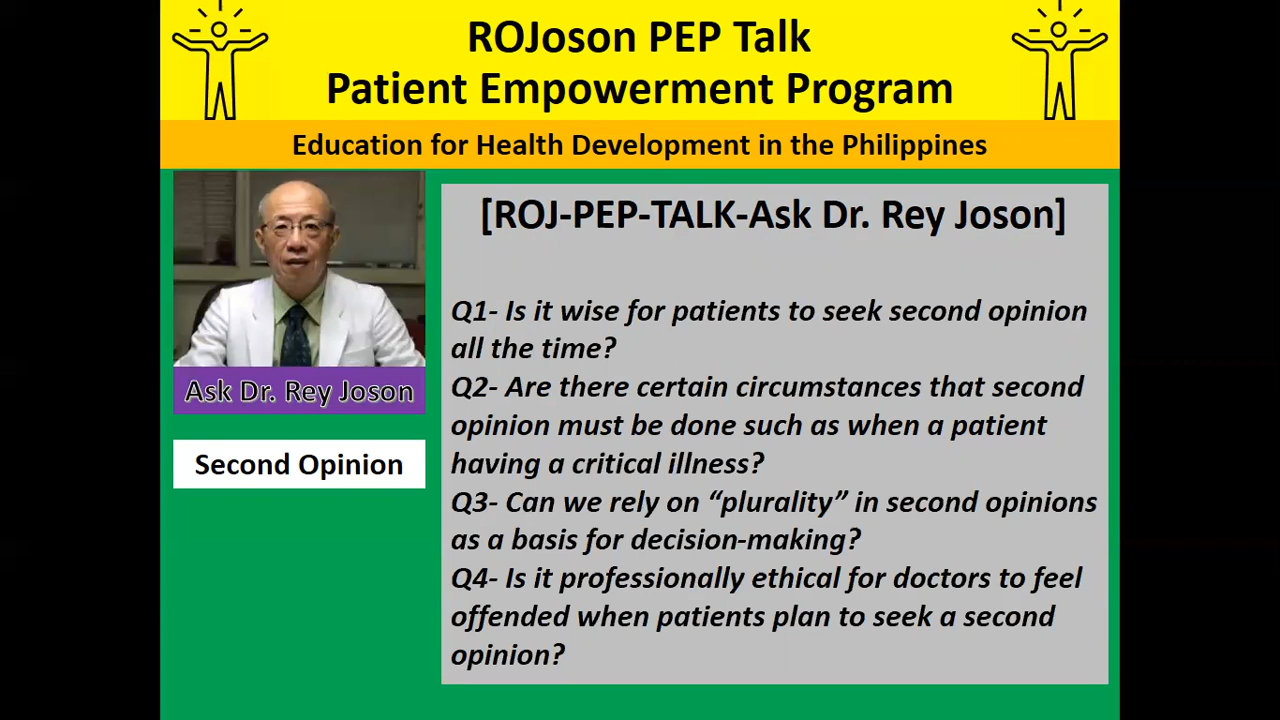 ROJoson PEP Talk
Patient Empowerment Program
Education for Health Development in the Philippines
Ask Dr. Rey Joson
Second Opinion
[ROJ-PEP-TALK-Ask Dr. Rey Joson]
Q1- Is it wise for patients to seek second opinion
all the time?
Q2- Are there certain circumstances that second
opinion must be done such as when a patient
having a critical illness?
Q3- Can we rely on “plurality” in second opinions
as a basis for decision-making?
Q4- Is it professionally ethical for doctors to feel
offended when patients plan to seek a second
opinion?